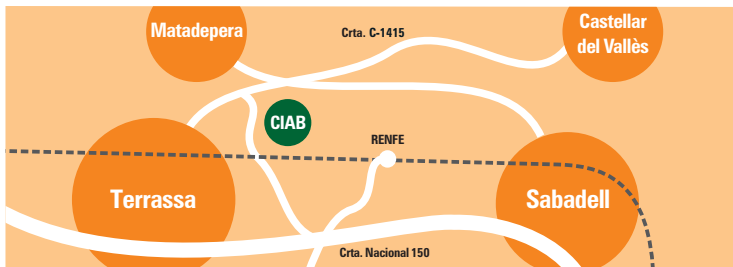 Matadepera
Crta. C-1415
Castellar
del Vallès
CIAB
RENFE
Terrassa
Sabadell
Crta. Nacional 150